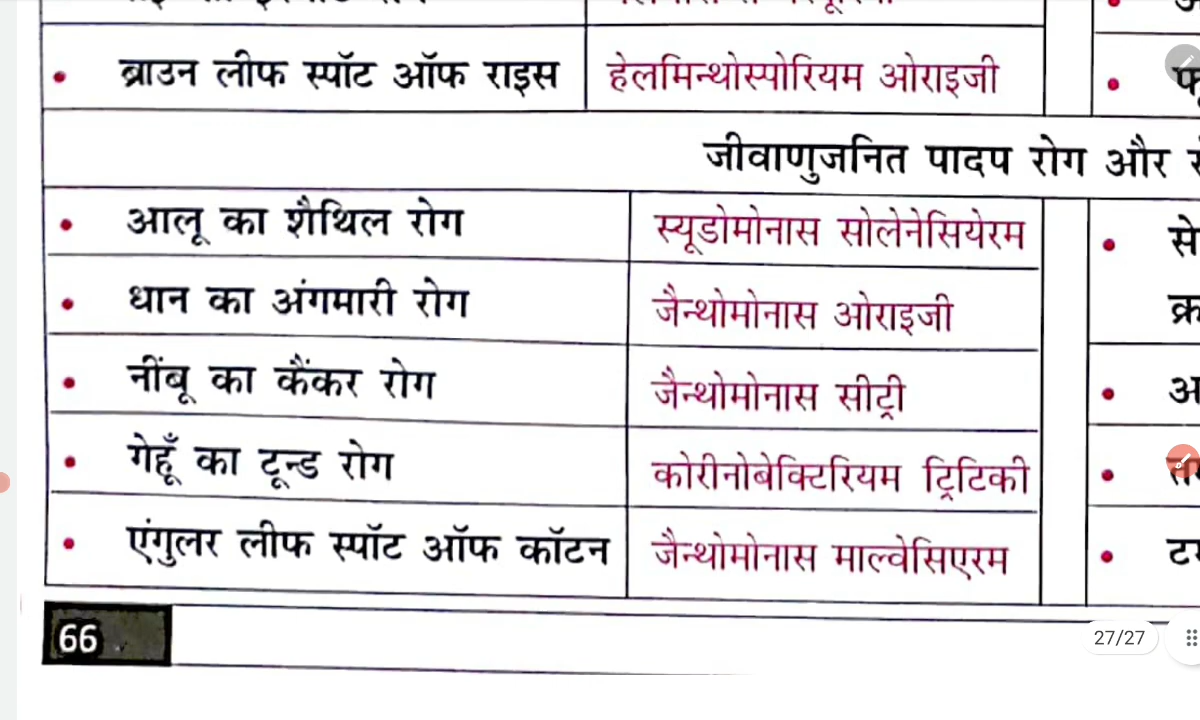 • ब्राउन लीफ स्पॉट ऑफ राइस हेलमिन्थोस्पोरियम ओराइजी
जीवाणुजनित पादप रोग और
• आलू का शैथिल रोग स्यूडोमोनास सोलेनेसियेरम
• धान का अंगमारी रोग जैन्थोमोनास ओराइजी
• नींबू का कैंकर रोग जैन्थोमोनास सीट्री
• गेहूँ का टून्ड रोग कोरीनोबेक्टिरियम ट्रिटिकी
• एंगुलर लीफ स्पॉट ऑफ कॉटन जैन्थोमोनास माल्वेसिएरम
66
27/27